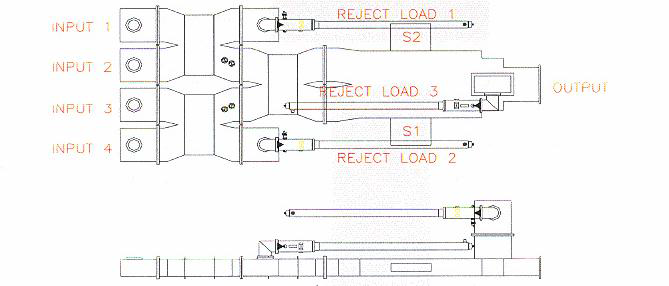 REJECT LOAD 1
INPUT 1
S2
INPUT 2
REJECT LOAD 3
OUTPUT
INPUT 3
S1
INPUT 4
REJECT LOAD 2